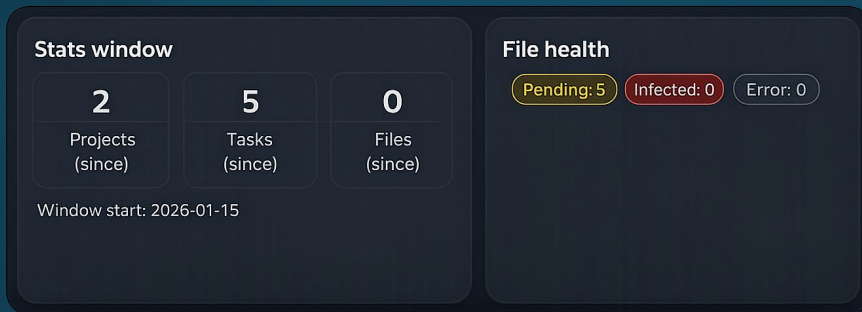 Stats window
2
Projects
(since)
5
Tasks
(since)
0
Files
(since)
Window start: 2026-01-15
File health
Pending: 5
Infected: 0
Error: 0